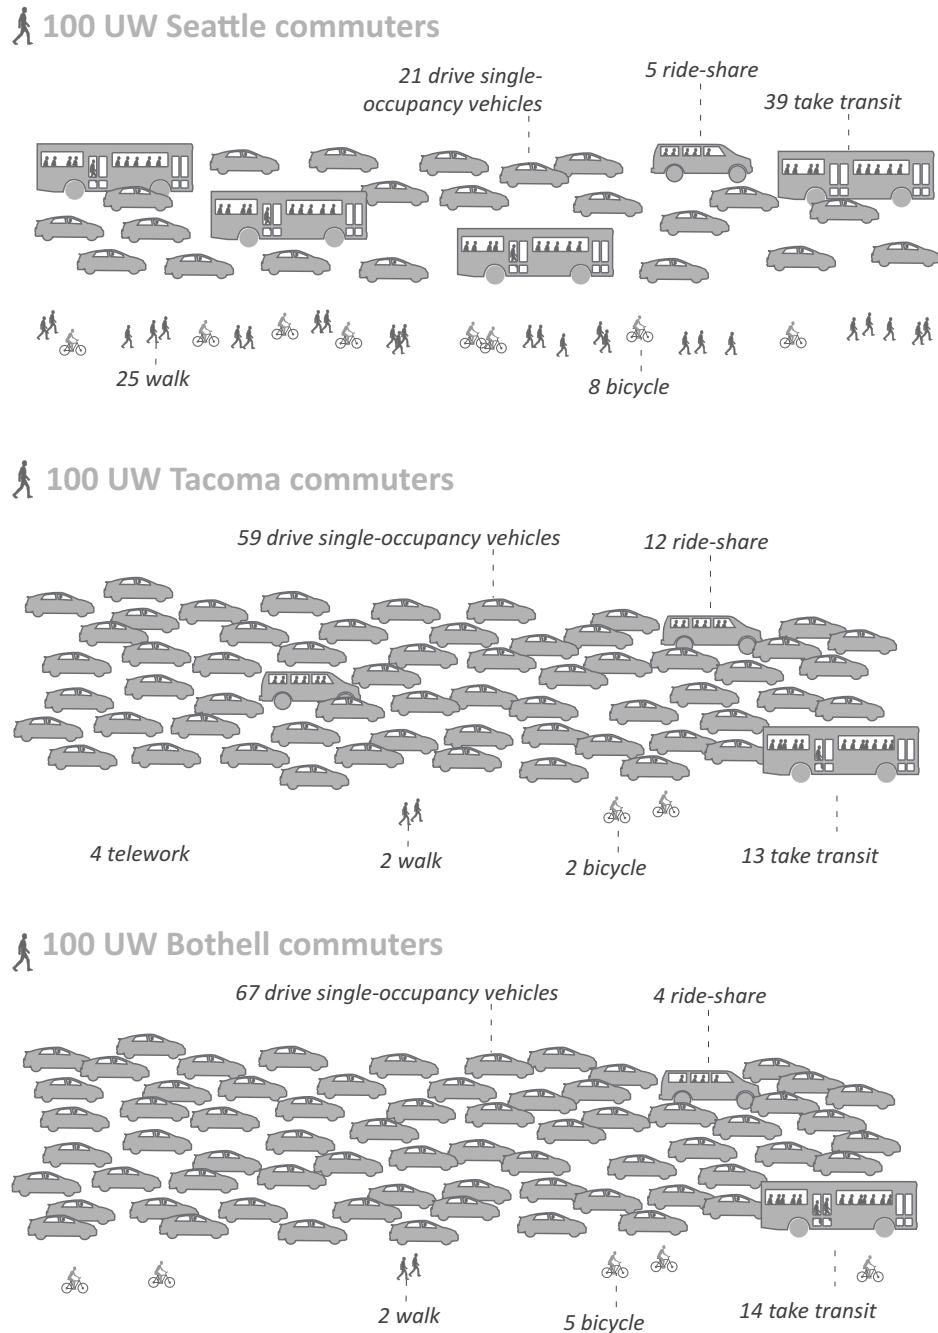 100 UW Seattle commuters
21 drive single-
occupancy vehicles
5 ride-share
39 take transit
25 walk
8 bicycle
100 UW Tacoma commuters
59 drive single-occupancy vehicles
12 ride-share
4 telework
2 walk
2 bicycle
13 take transit
100 UW Bothell commuters
67 drive single-occupancy vehicles
4 ride-share
2 walk
5 bicycle
14 take transit